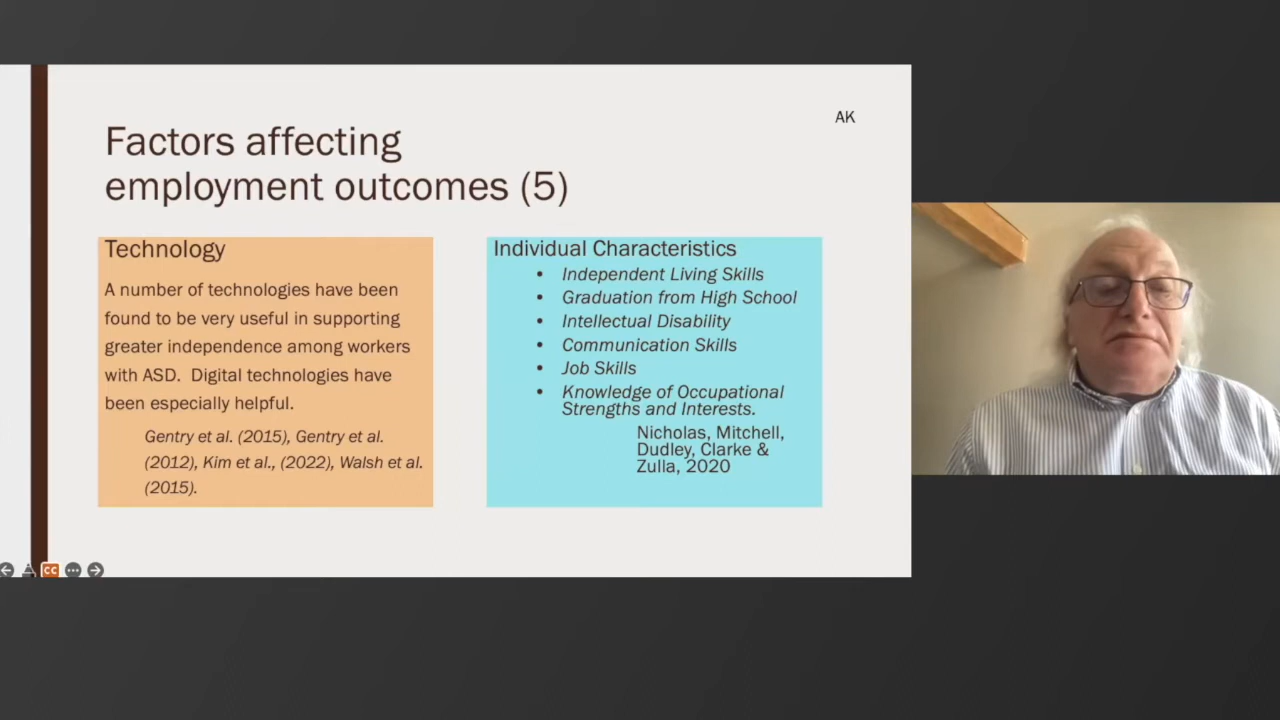 AK
Factors affecting
employment outcomes (5)
Technology
A number of technologies have been
found to be very useful in supporting
greater independence among workers
with ASD.  Digital technologies have
been especially helpful.
Gentry et al. (2015), Gentry et al.
(2012), Kim et al., (2022), Walsh et al.
(2015).
Individual Characteristics
• Independent Living Skills
• Graduation from High School
• Intellectual Disability
• Communication Skills
• Job Skills
• Knowledge of Occupational
Strengths and Interests.
Nicholas, Mitchell,
Dudley, Clarke &
Zulla, 2020
CC